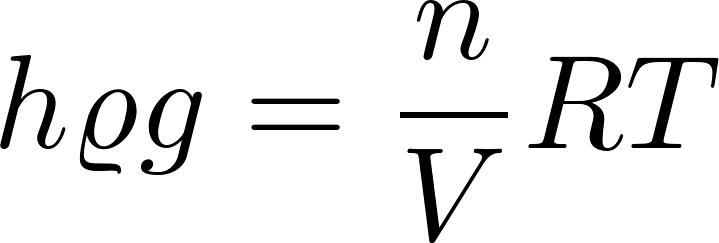 hϱg = n/V RT